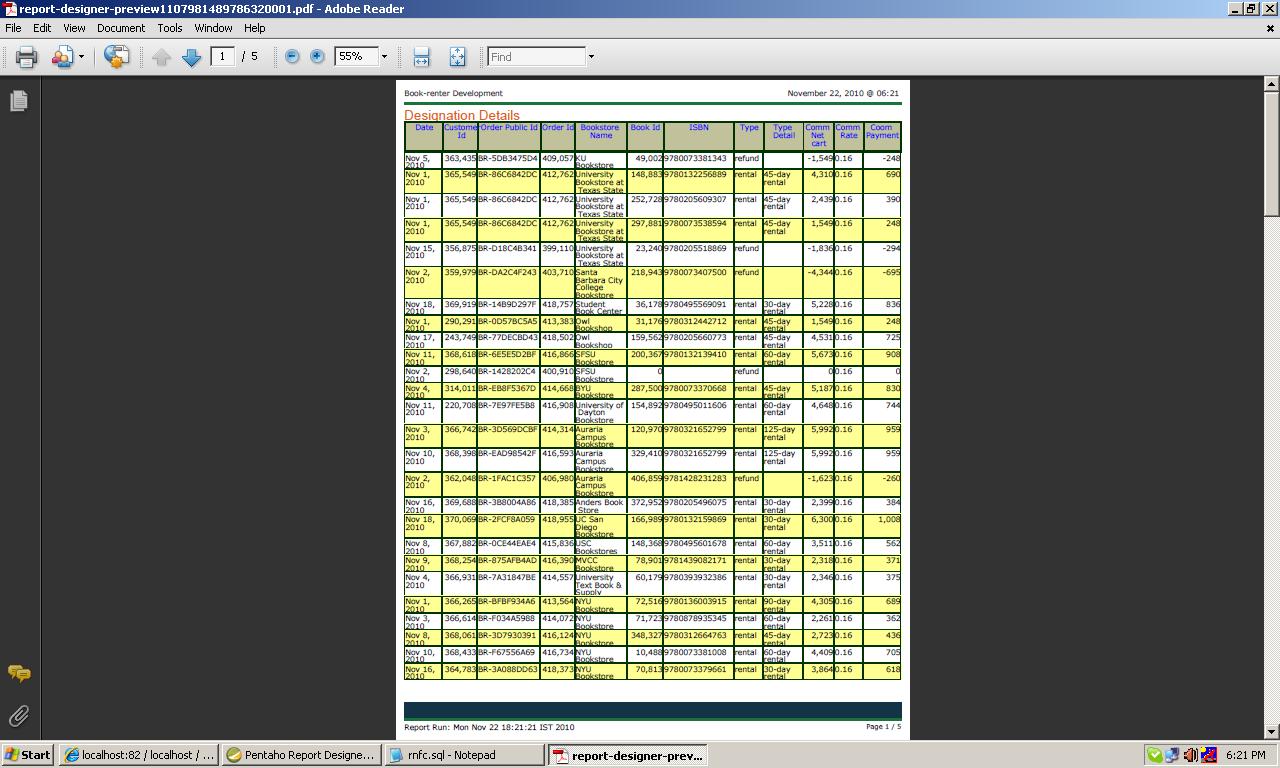 report-designer-preview1107981489786320001.pdf - Adobe Reader
File Edit View Document Tools Window Help
1 / 5 55% Find
Book-renter Development November 22, 2010 @ 06:21
Designation Details
Date Custome Id Order Public Id Order Id Bookstore Name Book Id ISBN Type Type Detail Comm Net cart Comm Rate Coom Payment
Nov 5, 2010 363,435 BR-5DB3475D4 409,057 KU Bookstore 49,002 9780073381343 refund -1,549 0.16 -248
Nov 1, 2010 365,549 BR-86C6842DC 412,762 University Bookstore at Texas State 148,883 9780132256889 rental 45-day rental 4,310 0.16 690
Nov 1, 2010 365,549 BR-86C6842DC 412,762 University Bookstore at Texas State 252,728 9780205609307 rental 45-day rental 2,439 0.16 390
Nov 1, 2010 365,549 BR-86C6842DC 412,762 University Bookstore at Texas State 297,881 9780073538594 rental 45-day rental 1,549 0.16 248
Nov 15, 2010 356,875 BR-D18C4B341 399,110 University Bookstore at Texas State 23,240 9780205518869 refund -1,836 0.16 -294
Nov 2, 2010 359,979 BR-DA2C4F243 403,710 Santa Barbara City College Bookstore 218,943 9780073407500 refund -4,344 0.16 -695
Nov 18, 2010 369,919 BR-14B9D297F 418,757 Student Book Center 36,178 9780495569091 rental 30-day rental 5,228 0.16 836
Nov 1, 2010 290,291 BR-0D57BC5A5 413,383 Owl Bookshop 31,176 9780312442712 rental 45-day rental 1,549 0.16 248
Nov 17, 2010 243,749 BR-77DECBD43 418,502 Owl Bookshop 159,562 9780205660773 rental 45-day rental 4,531 0.16 725
Nov 11, 2010 368,618 BR-6E5E5D2BF 416,866 SFSU Bookstore 200,367 9780132139410 rental 60-day rental 5,673 0.16 908
Nov 2, 2010 298,640 BR-1428202C4 400,910 SFSU Bookstore 0 refund 0 0.16 0
Nov 4, 2010 314,011 BR-EB8F5367D 414,668 BYU Bookstore 287,500 9780073370668 rental 45-day rental 5,187 0.16 830
Nov 11, 2010 220,708 BR-7E97FE5B8 416,908 University of Dayton Bookstore 154,892 9780495011606 rental 60-day rental 4,648 0.16 744
Nov 3, 2010 366,742 BR-3D569DCBF 414,314 Auraria Campus Bookstore 120,970 9780321652799 rental 125-day rental 5,992 0.16 959
Nov 10, 2010 368,398 BR-EAD98542F 416,593 Auraria Campus Bookstore 329,410 9780321652799 rental 125-day rental 5,992 0.16 959
Nov 2, 2010 362,048 BR-1FAC1C357 406,980 Auraria Campus Bookstore 406,859 9781428231283 refund -1,623 0.16 -260
Nov 16, 2010 369,688 BR-3B8004A86 418,385 Anders Book Store 372,952 9780205496075 rental 30-day rental 2,399 0.16 384
Nov 18, 2010 370,069 BR-2FCF8A059 418,955 UC San Diego Bookstore 166,989 9780132159869 rental 30-day rental 6,300 0.16 1,008
Nov 8, 2010 367,882 BR-0CE44EAE4 415,836 USC Bookstores 148,368 9780495601678 rental 60-day rental 3,511 0.16 562
Nov 9, 2010 368,254 BR-875AFB4AD 416,390 MVCC Bookstore 78,901 9781439082171 rental 30-day rental 2,318 0.16 371
Nov 4, 2010 366,931 BR-7A31847BE 414,557 University Text Book & Supply 60,179 9780393932386 rental 30-day rental 2,346 0.16 375
Nov 1, 2010 366,265 BR-BFBF934A6 413,564 NYU Bookstore 72,516 9780136003915 rental 90-day rental 4,305 0.16 689
Nov 3, 2010 366,614 BR-F034A5988 414,072 NYU Bookstore 71,723 9780878935345 rental 60-day rental 2,261 0.16 362
Nov 8, 2010 368,061 BR-3D7930391 416,124 NYU Bookstore 348,327 9780312664763 rental 45-day rental 2,723 0.16 436
Nov 10, 2010 368,433 BR-F67556A69 416,734 NYU Bookstore 10,488 9780073381008 rental 60-day rental 4,409 0.16 705
Nov 16, 2010 364,783 BR-3A088DD63 418,373 NYU Bookstore 70,813 9780073379661 rental 30-day rental 3,864 0.16 618
Report Run: Mon Nov 22 18:21:21 IST 2010 Page 1 / 5
Start localhost:82 / localhost / ... Pentaho Report Designe... rnfc.sql - Notepad report-designer-prev... 6:21 PM